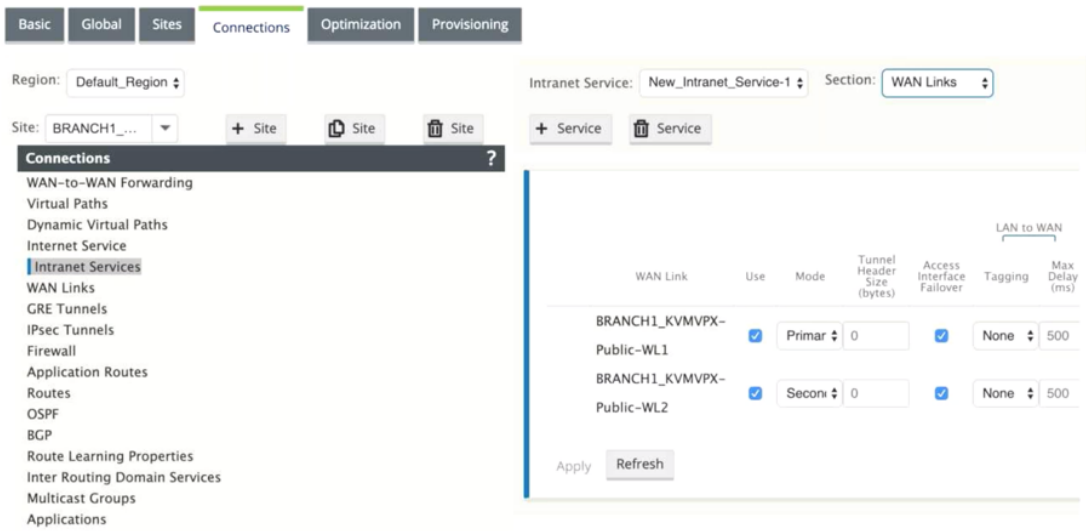 Basic Global Sites Connections Optimization Provisioning
Region: Default_Region
Site: BRANCH1_...
+ Site Site Site
Connections ?
WAN-to-WAN Forwarding
Virtual Paths
Dynamic Virtual Paths
Internet Service
Intranet Services
WAN Links
GRE Tunnels
IPsec Tunnels
Firewall
Application Routes
Routes
OSPF
BGP
Route Learning Properties
Inter Routing Domain Services
Multicast Groups
Applications
Intranet Service: New_Intranet_Service-1 Section: WAN Links
+ Service Service
LAN to WAN
WAN Link Use Mode Tunnel Header Size (bytes) Access Interface Failover Tagging Max Delay (ms)
BRANCH1_KVMVPX-
Public-WL1
Primar 0 None 500
BRANCH1_KVMVPX-
Public-WL2
Secon 0 None 500
Apply Refresh